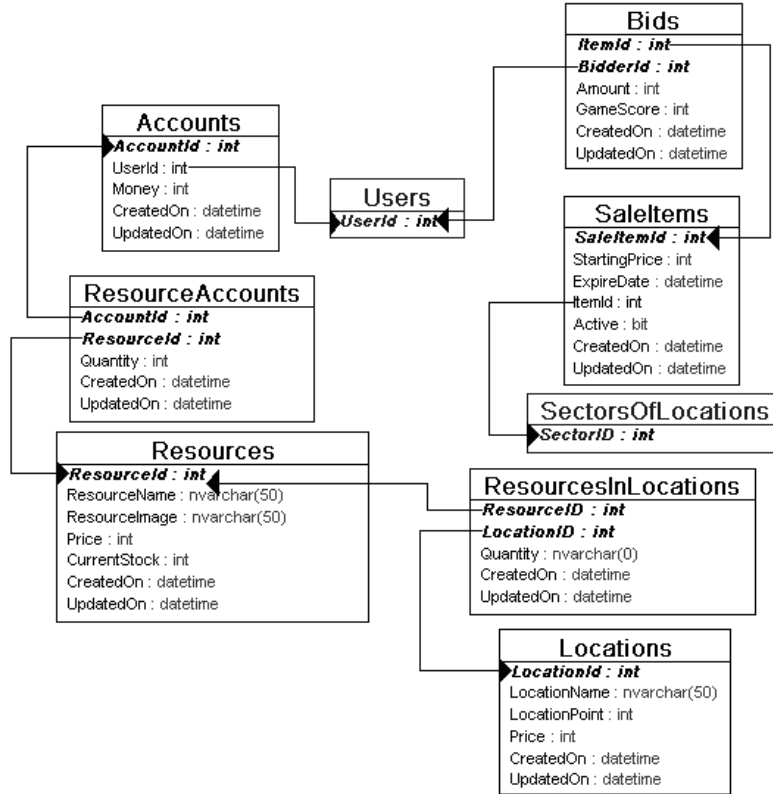 Bids
ItemId : int
BidderId : int
Amount : int
GameScore : int
CreatedOn : datetime
UpdatedOn : datetime
Accounts
AccountId : int
UserId : int
Money : int
CreatedOn : datetime
UpdatedOn : datetime
Users
UserId : int
SaleItems
SaleItemId : int
StartingPrice : int
ExpireDate : datetime
ItemId : int
Active : bit
CreatedOn : datetime
UpdatedOn : datetime
ResourceAccounts
AccountId : int
ResourceId : int
Quantity : int
CreatedOn : datetime
UpdatedOn : datetime
SectorsOfLocations
SectorID : int
Resources
ResourceId : int
ResourceName : nvarchar(50)
ResourceImage : nvarchar(50)
Price : int
CurrentStock : int
CreatedOn : datetime
UpdatedOn : datetime
ResourcesInLocations
ResourceID : int
LocationID : int
Quantity : nvarchar(0)
CreatedOn : datetime
UpdatedOn : datetime
Locations
LocationId : int
LocationName : nvarchar(50)
LocationPoint : int
Price : int
CreatedOn : datetime
UpdatedOn : datetime